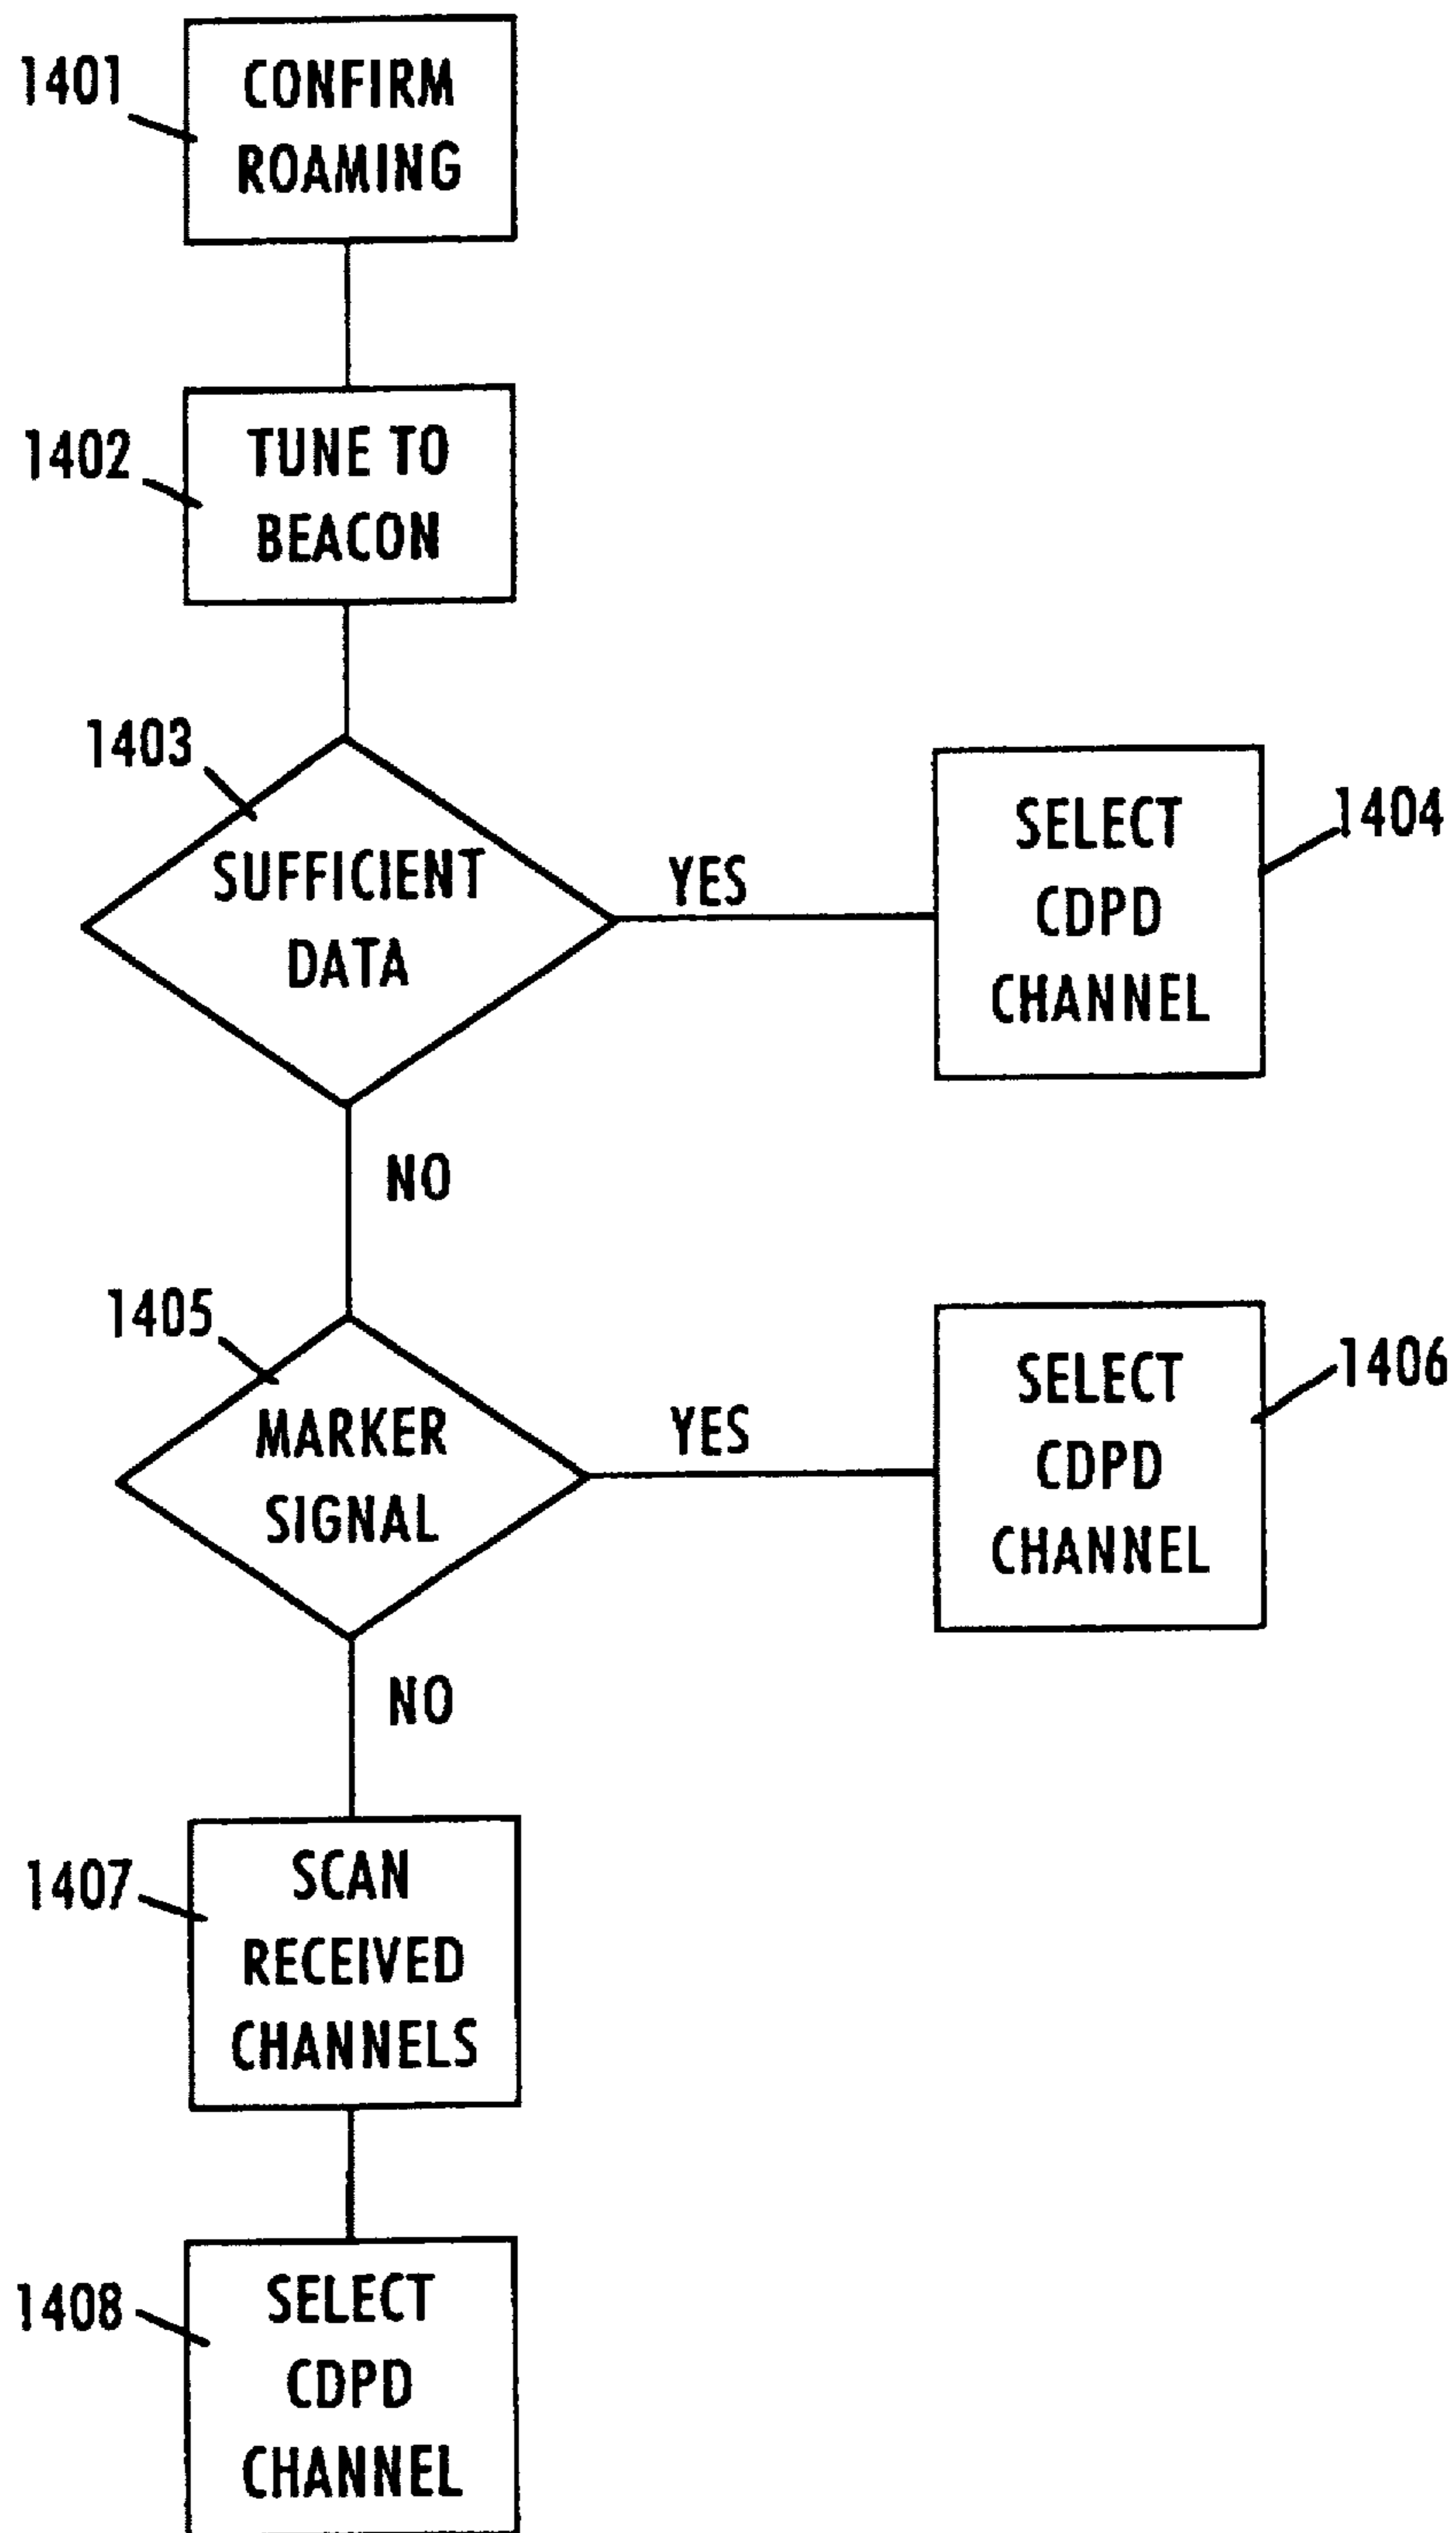 1401
CONFIRM
ROAMING
1402
TUNE TO
BEACON
1403
SUFFICIENT
DATA
YES
SELECT
CDPD
CHANNEL
1404
NO
1405
MARKER
SIGNAL
YES
SELECT
CDPD
CHANNEL
1406
NO
1407
SCAN
RECEIVED
CHANNELS
1408
SELECT
CDPD
CHANNEL